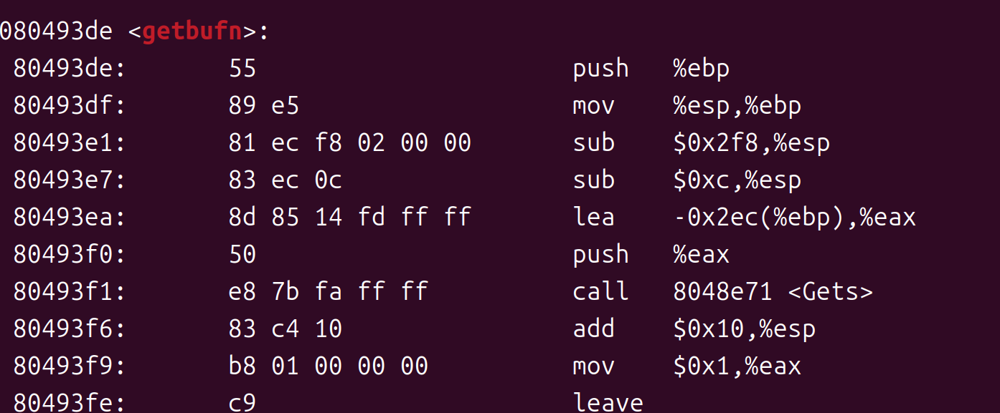 080493de <getbufn>:
80493de: 55 push %ebp
80493df: 89 e5 mov %esp,%ebp
80493e1: 81 ec f8 02 00 00 sub $0x2f8,%esp
80493e7: 83 ec 0c sub $0xc,%esp
80493ea: 8d 85 14 fd ff ff lea -0x2ec(%ebp),%eax
80493f0: 50 push %eax
80493f1: e8 7b fa ff ff call 8048e71 <Gets>
80493f6: 83 c4 10 add $0x10,%esp
80493f9: b8 01 00 00 00 mov $0x1,%eax
80493fe: c9 leave